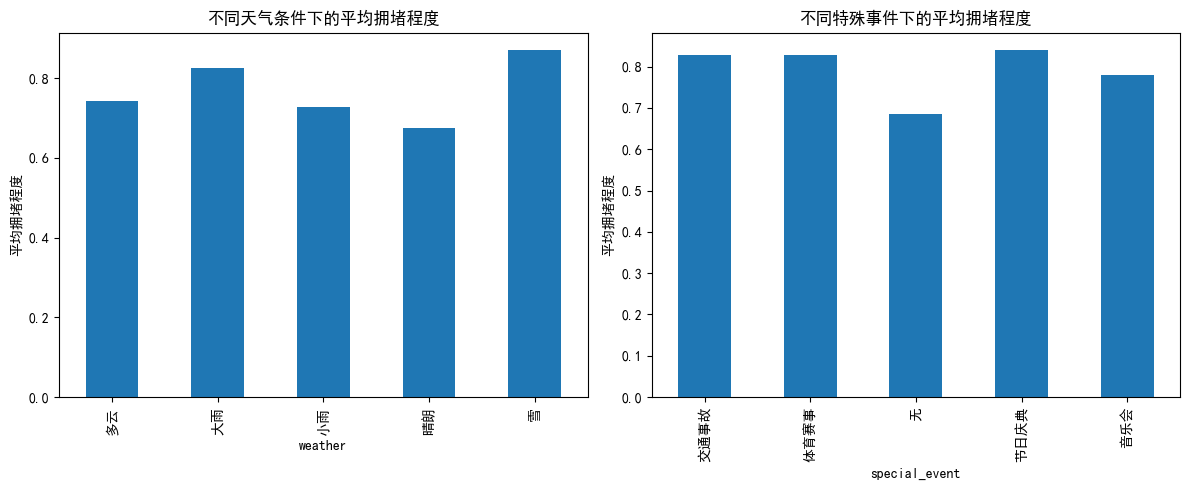 不同天气条件下的平均拥堵程度
平均拥堵程度
0.8
0.6
0.4
0.2
0.0
多云
大雨
小雨
晴朗
雪
weather
不同特殊事件下的平均拥堵程度
平均拥堵程度
0.8
0.7
0.6
0.5
0.4
0.3
0.2
0.1
0.0
交通事故
体育赛事
无
节日庆典
音乐会
special_event